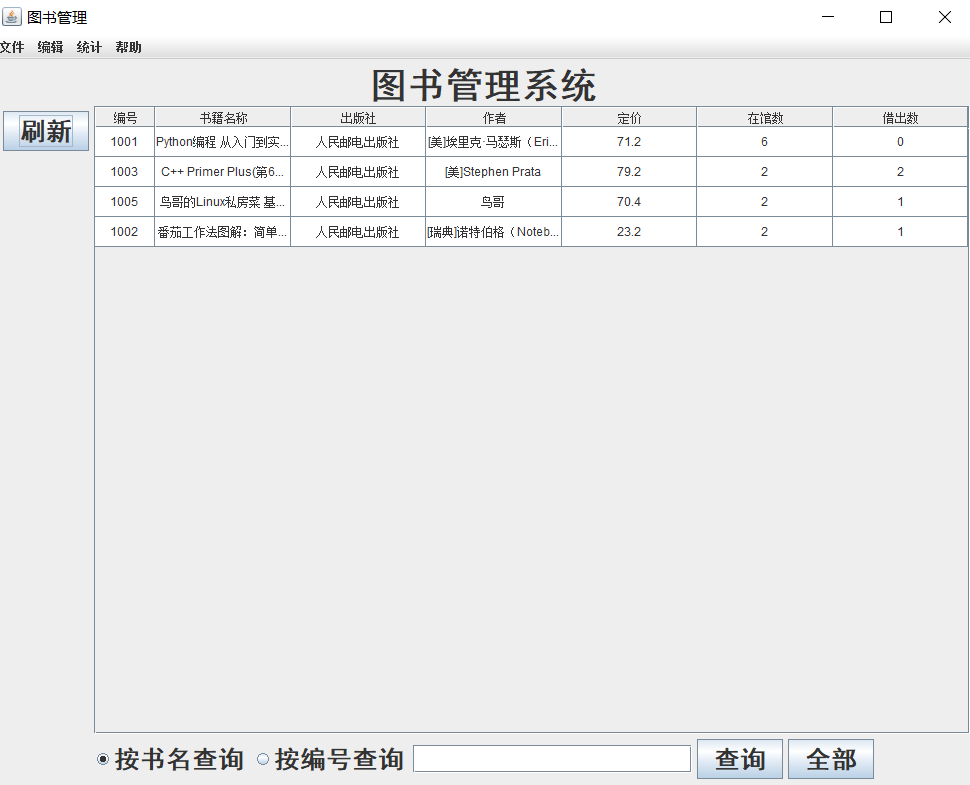 图书管理
文件 编辑 统计 帮助
图书管理系统
刷新
编号 书籍名称 出版社 作者 定价 在馆数 借出数
1001 Python编程 从入门到实... 人民邮电出版社 [美]埃里克·马瑟斯（Eri... 71.2 6 0
1003 C++ Primer Plus(第6... 人民邮电出版社 [美]Stephen Prata 79.2 2 2
1005 鸟哥的Linux私房菜 基... 人民邮电出版社 鸟哥 70.4 2 1
1002 番茄工作法图解：简单... 人民邮电出版社 [瑞典]诺特伯格（Noteb... 23.2 2 1
按书名查询 按编号查询 查询 全部